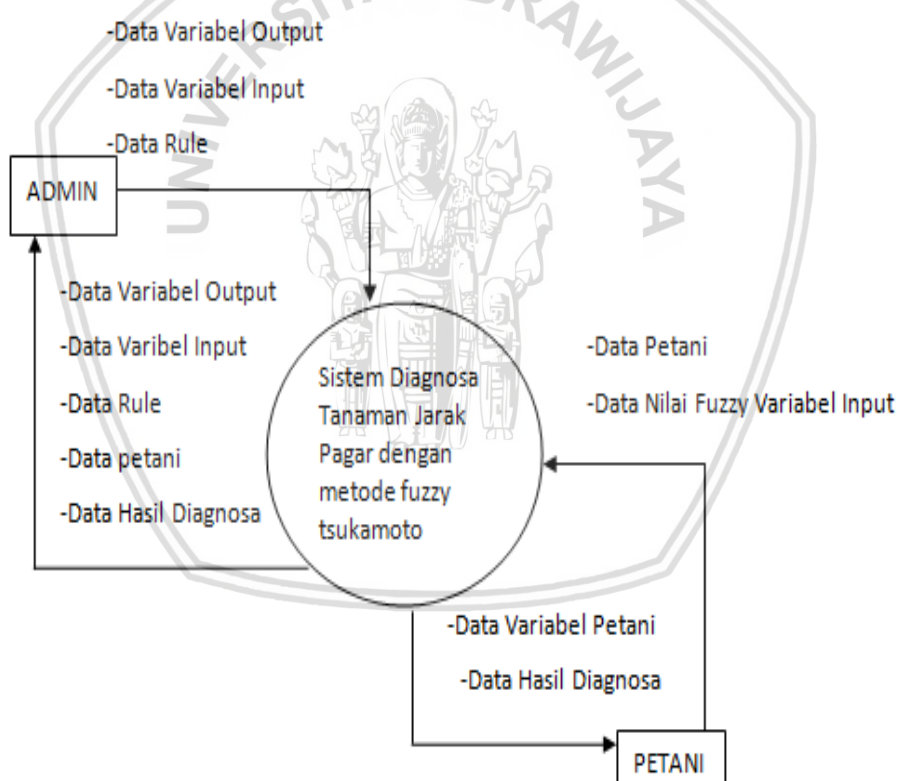 UNIVERSITAS BRAWIJAYA
-Data Variabel Output
-Data Variabel Input
-Data Rule
ADMIN
-Data Variabel Output
-Data Varibel Input
-Data Rule
-Data petani
-Data Hasil Diagnosa
Sistem Diagnosa
Tanaman Jarak
Pagar dengan
metode fuzzy
tsukamoto
-Data Petani
-Data Nilai Fuzzy Variabel Input
-Data Variabel Petani
-Data Hasil Diagnosa
PETANI